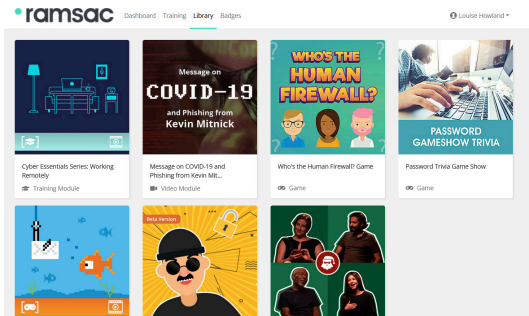 ramsac
Dashboard Training Library Badges
Louise Howland
Message on
COVID-19
and Phishing from
Kevin Mitnick
WHO'S THE
HUMAN
FIREWALL?
PASSWORD
GAMESHOW TRIVIA
Cyber Essentials Series: Working
Remotely
Training Module
Message on COVID-19 and
Phishing from Kevin Mit...
Video Module
Who's the Human Firewall? Game
Game
Password Trivia Game Show
Game
Beta Version